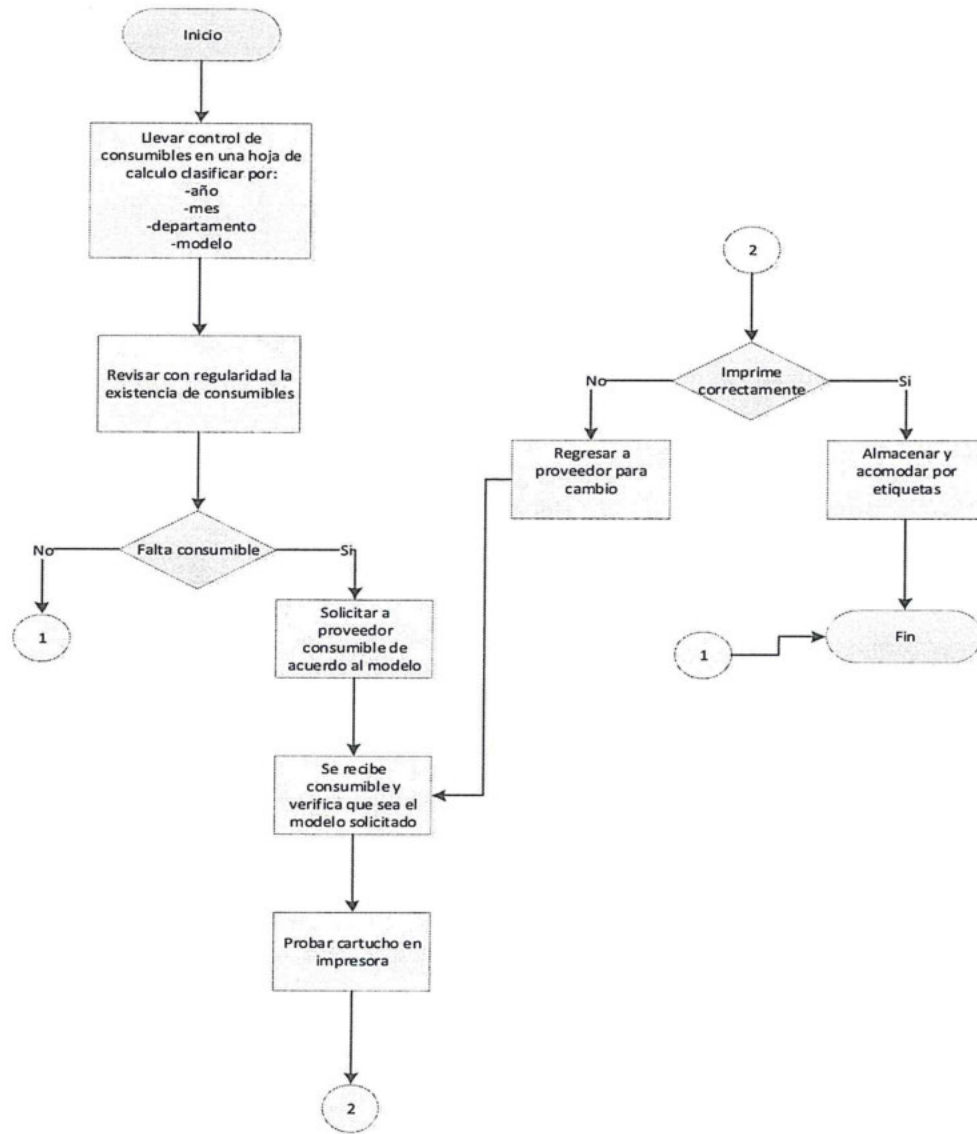 Inicio
Llevar control de
consumibles en una hoja de
calculo clasificar por:
-año
-mes
-departamento
-modelo
Revisar con regularidad la
existencia de consumibles
Falta consumible
No
Si
1
Solicitar a
proveedor
consumible de
acuerdo al modelo
Se recibe
consumible y
verifica que sea el
modelo solicitado
Probar cartucho en
impresora
2
2
Imprime
correctamente
No
Si
Regresar a
proveedor para
cambio
Almacenar y
acomodar por
etiquetas
1
Fin